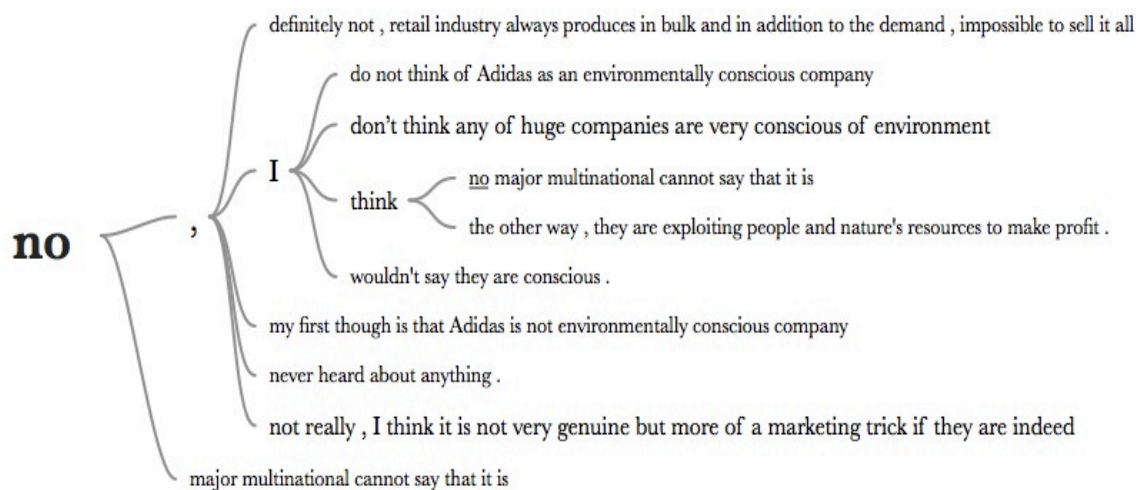 definitely not , retail industry always produces in bulk and in addition to the demand , impossible to sell it all
do not think of Adidas as an environmentally conscious company
don't think any of huge companies are very conscious of environment
I
no major multinational cannot say that it is
think
the other way , they are exploiting people and nature's resources to make profit .
no
,
wouldn't say they are conscious .
my first though is that Adidas is not environmentally conscious company
never heard about anything .
not really , I think it is not very genuine but more of a marketing trick if they are indeed
major multinational cannot say that it is